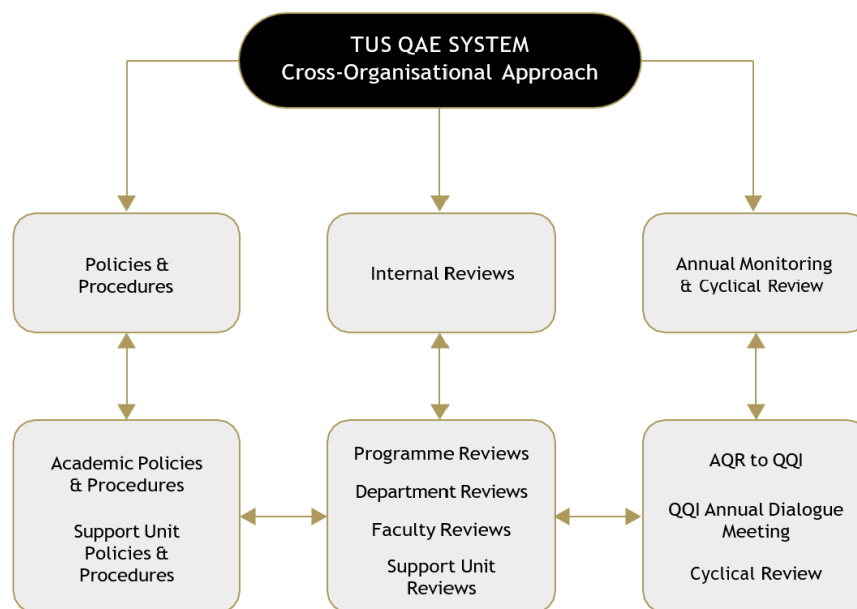 TUS QAE SYSTEM
Cross-Organisational Approach
Policies &
Procedures
Internal Reviews
Annual Monitoring
& Cyclical Review
Academic Policies
& Procedures
Support Unit
Policies &
Procedures
Programme Reviews
Department Reviews
Faculty Reviews
Support Unit
Reviews
AQR to QQI
QQI Annual Dialogue
Meeting
Cyclical Review